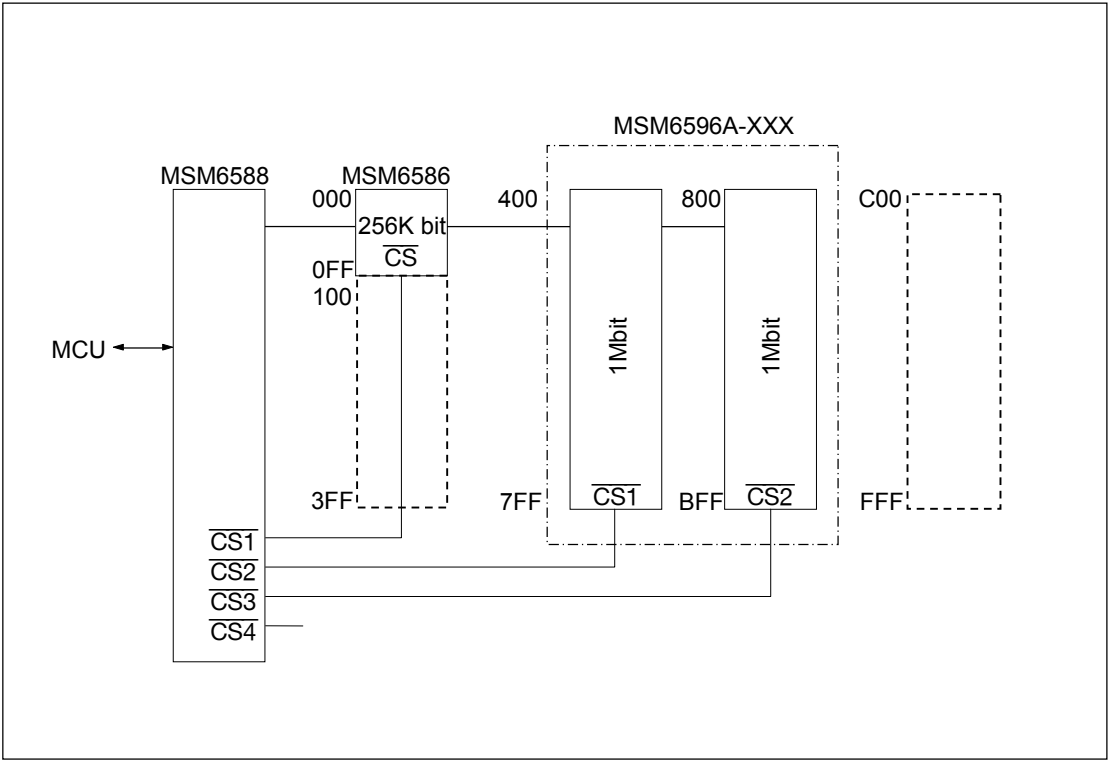 MSM6596A-XXX
MSM6588
MSM6586
000
400
800
C00
256K bit
CS
0FF
100
MCU
1Mbit
1Mbit
3FF
7FF
CS1
BFF
CS2
FFF
CS1
CS2
CS3
CS4